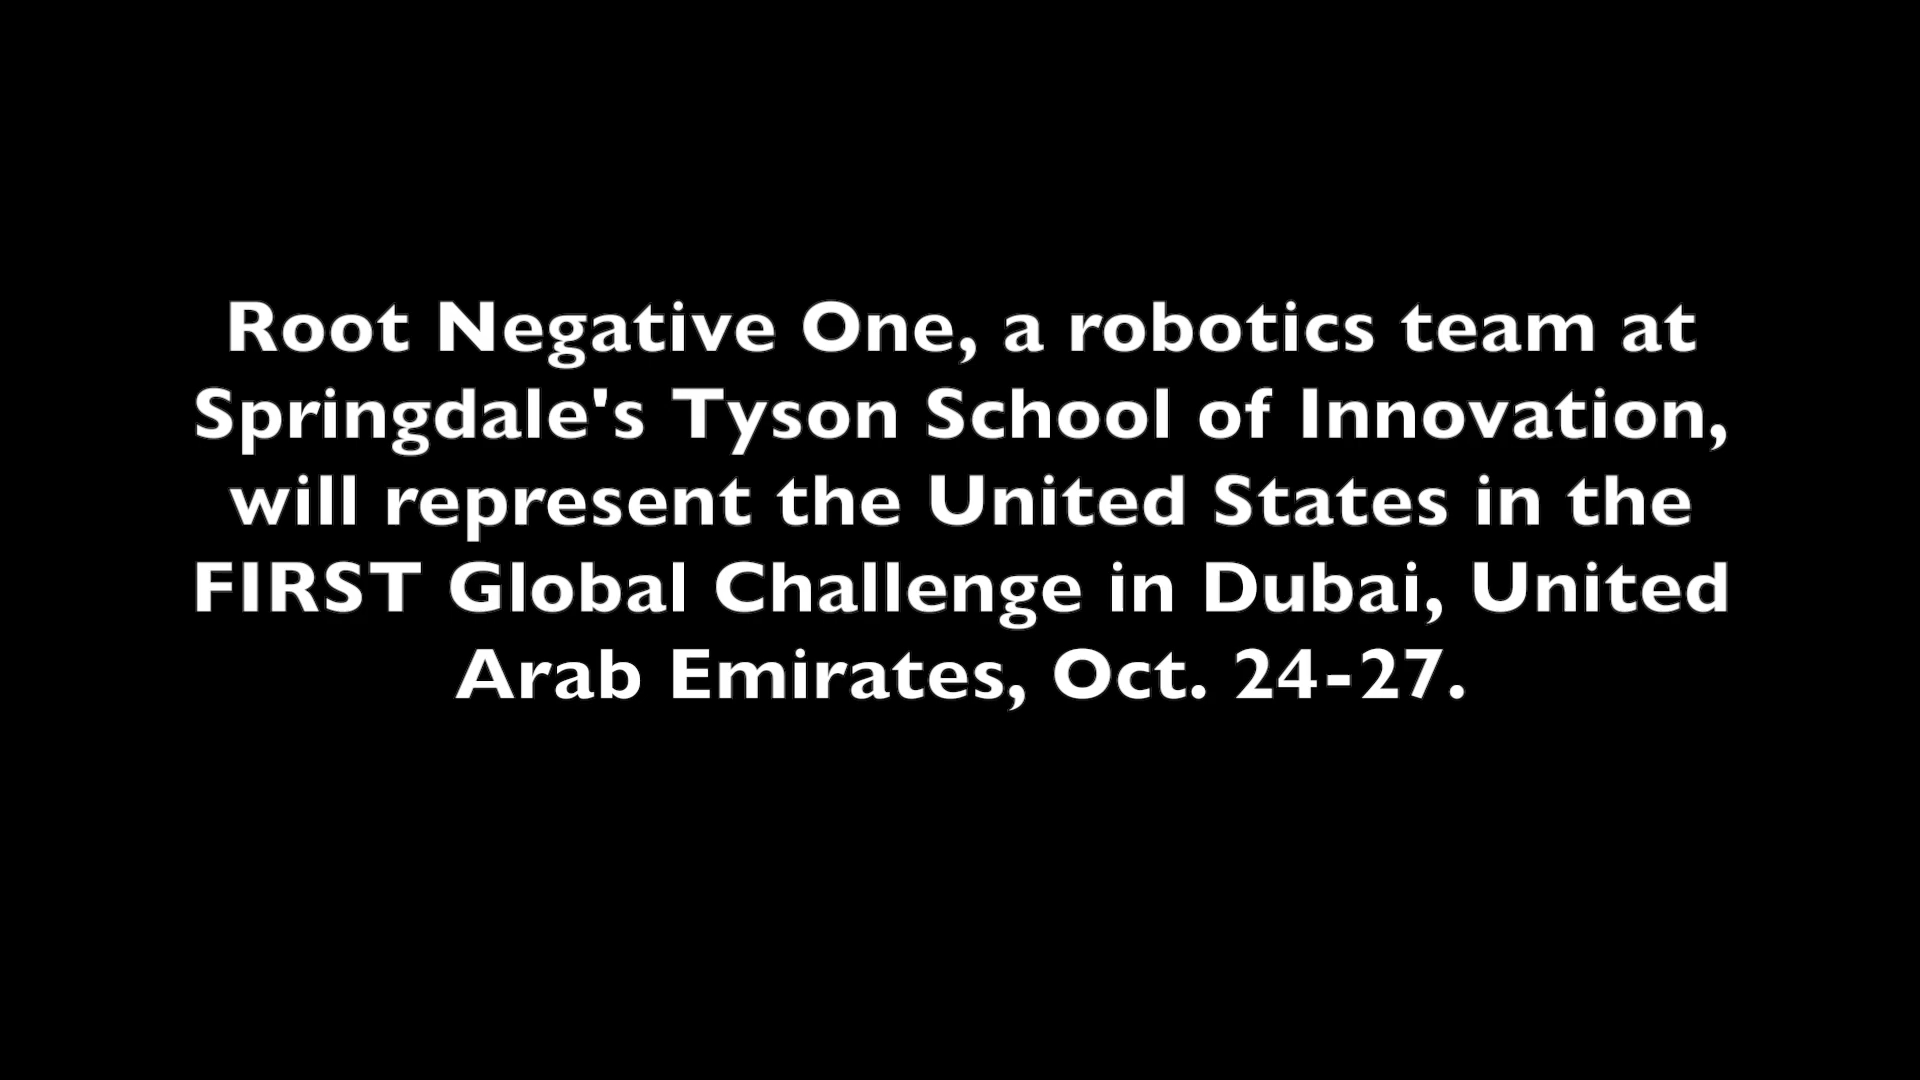 Root Negative One, a robotics team at
Springdale's Tyson School of Innovation,
will represent the United States in the
FIRST Global Challenge in Dubai, United
Arab Emirates, Oct. 24-27.